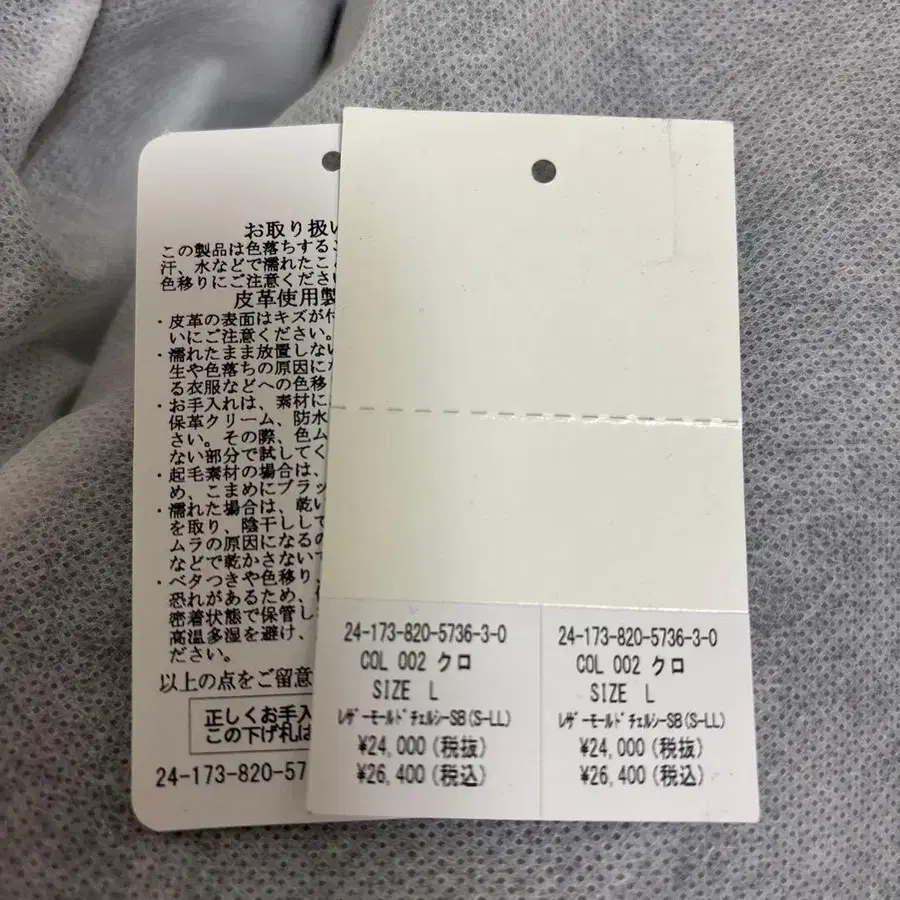 お取り扱い
この製品は色落ちするこ
汗、水などで濡れたこ
色移りにご注意くださ
皮革使用製
・皮革の表面はキズが付
いにご注意ください。
・濡れたまま放置しない
生や色落ちの原因に
る衣服などへの色移
・お手入れは、素材に
保革クリーム、防水
さい。その際、色ム
ない部分で試してく
・起毛素材の場合は、
め、こまめにブラッ
・濡れた場合は、乾い
を取り、陰干しして
ムラの原因になるの
などで乾かさないで
・ベタつきや色移り、
恐れがあるため、
密着状態で保管し
高温多湿を避け、
ださい。
以上の点をご留意
正しくお手入
この下げ札は
24-173-820-57
24-173-820-5736-3-0
COL 002 クロ
SIZE L
ﾚｻﾞｰﾓｰﾙﾄﾞﾁｪﾙｼｰSB(S-LL)
¥24,000(税抜)
¥26,400(税込)
24-173-820-5736-3-0
COL 002 クロ
SIZE L
ﾚｻﾞｰﾓｰﾙﾄﾞﾁｪﾙｼｰSB(S-LL)
¥24,000(税抜)
¥26,400(税込)